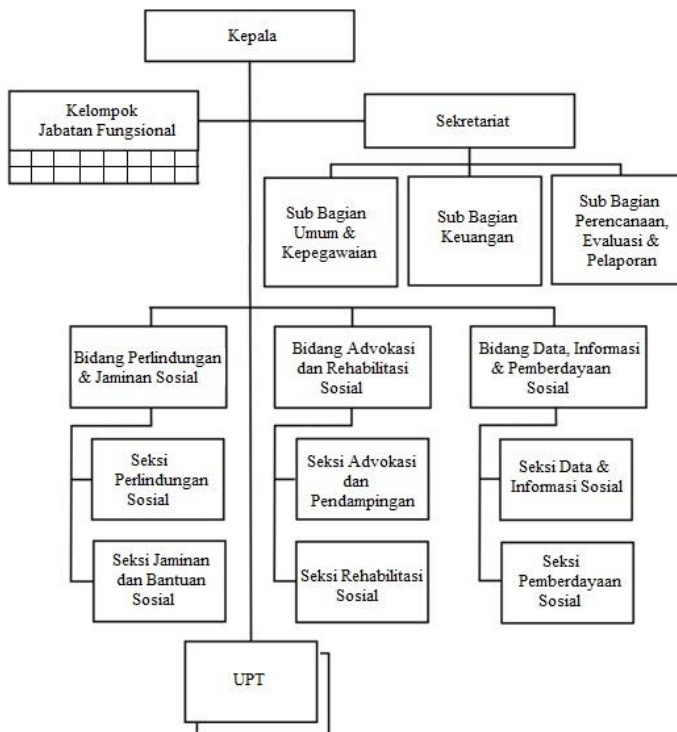 Kepala
Kelompok
Jabatan Fungsional
Sekretariat
Sub Bagian
Umum &
Kepegawaian
Sub Bagian
Keuangan
Sub Bagian
Perencanaan,
Evaluasi &
Pelaporan
Bidang Perlindungan
& Jaminan Sosial
Bidang Advokasi
dan Rehabilitasi
Sosial
Bidang Data, Informasi
& Pemberdayaan
Sosial
Seksi
Perlindungan
Sosial
Seksi Advokasi
dan
Pendampingan
Seksi Data &
Informasi Sosial
Seksi Jaminan
dan Bantuan
Sosial
Seksi Rehabilitasi
Sosial
Seksi
Pemberdayaan
Sosial
UPT